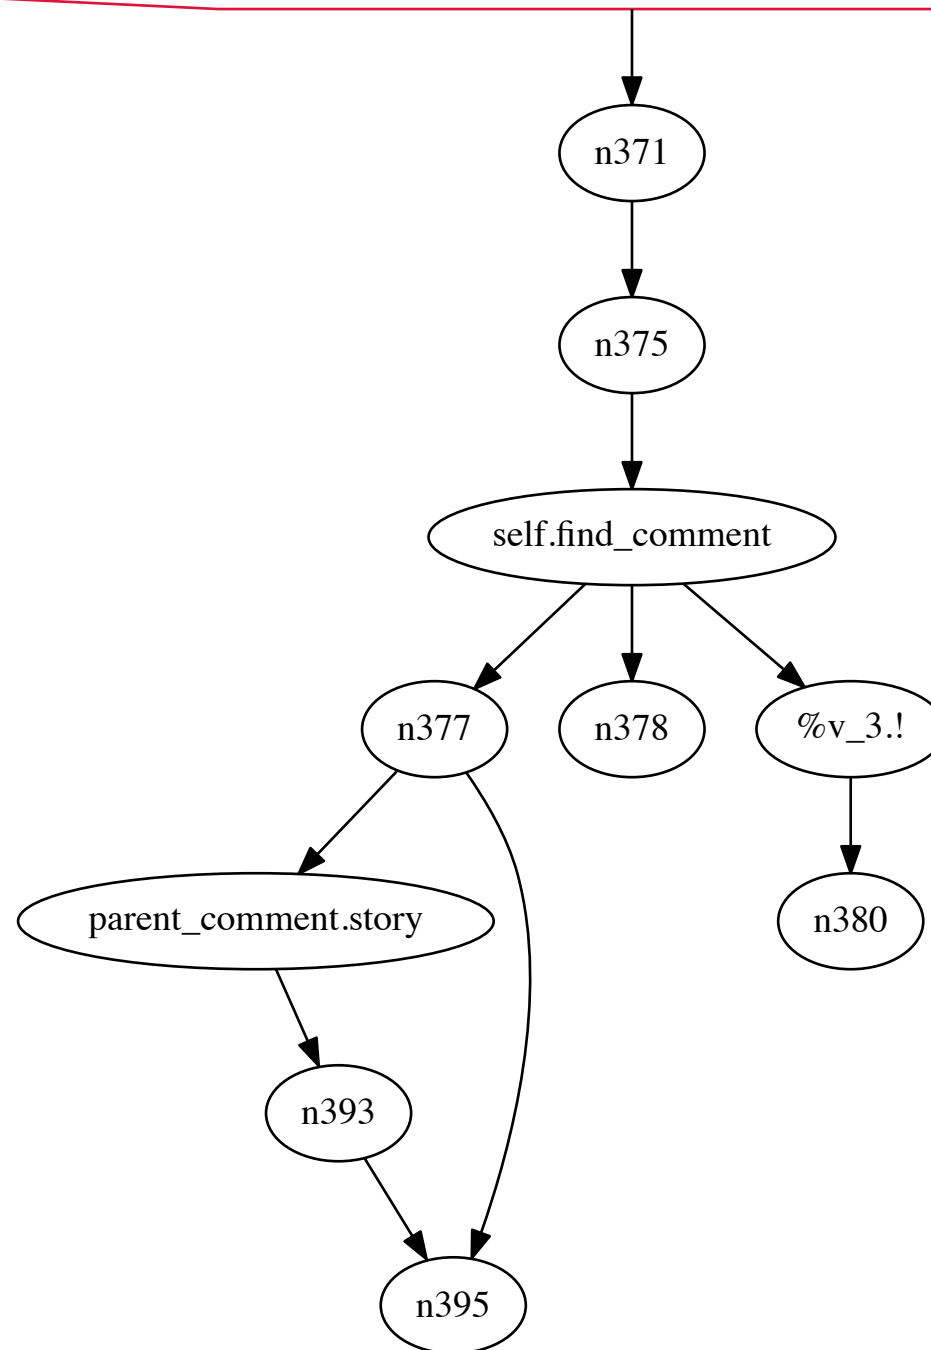 n371
n375
self.find_comment
n377
n378
%v_3.!
parent_comment.story
n380
n393
n395